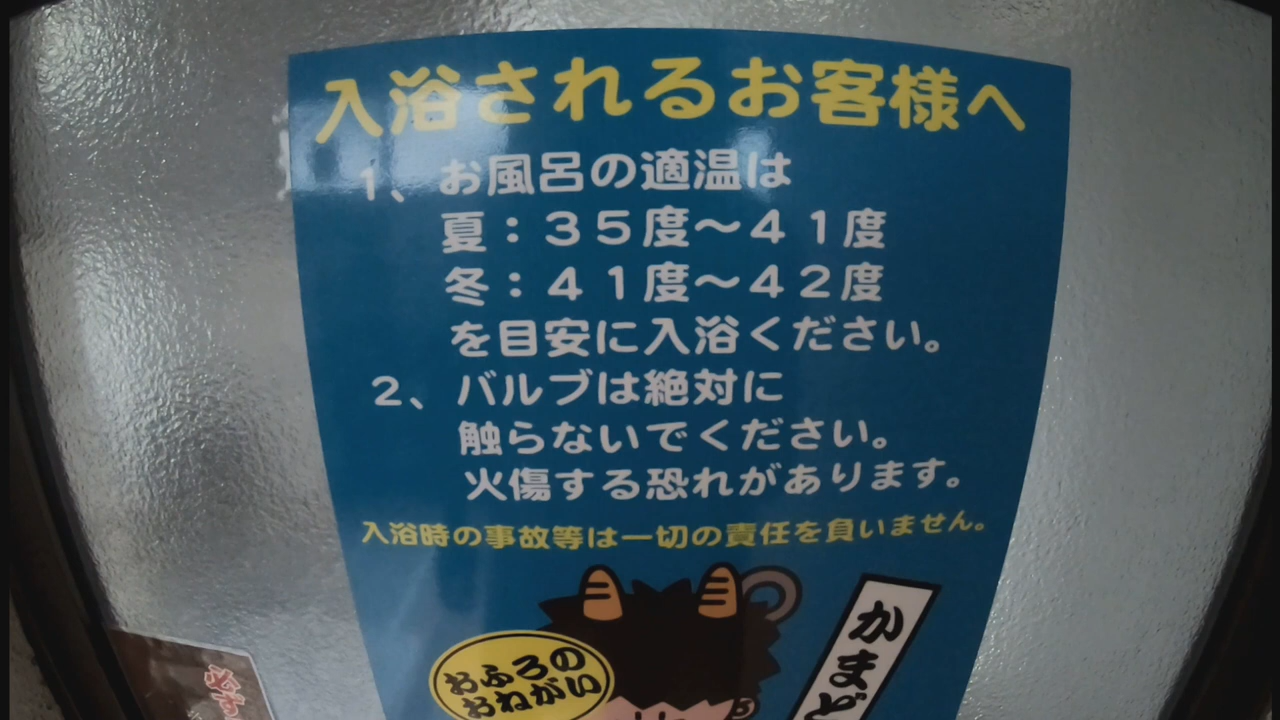 入浴されるお客様へ
1、お風呂の適温は
夏：35度～41度
冬：41度～42度
を目安に入浴ください。
2、バルブは絶対に
触らないでください。
火傷する恐れがあります。
入浴時の事故等は一切の責任を負いません。
おふろの
おねがい
かまど